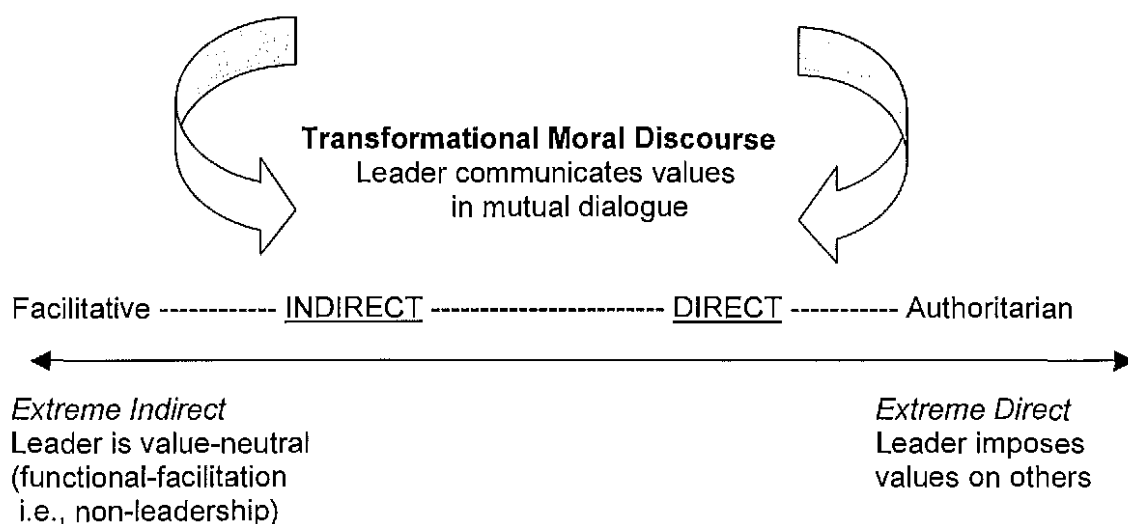 Transformational Moral Discourse
Leader communicates values
in mutual dialogue
Facilitative ------------ INDIRECT ------------------------ DIRECT ----------- Authoritarian
Extreme Indirect
Leader is value-neutral
(functional-facilitation
i.e., non-leadership)
Extreme Direct
Leader imposes
values on others